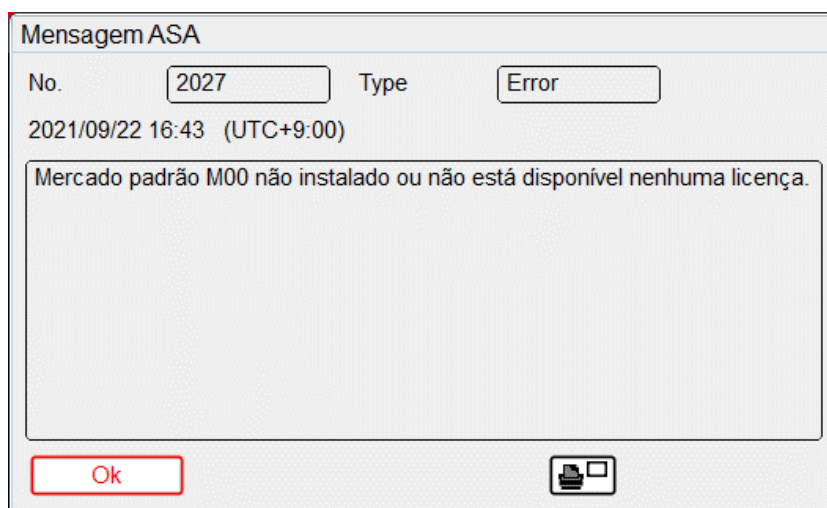 Mensagem ASA
No. 2027 Type Error
2021/09/22 16:43 (UTC+9:00)
Mercado padrão M00 não instalado ou não está disponível nenhuma licença.
Ok